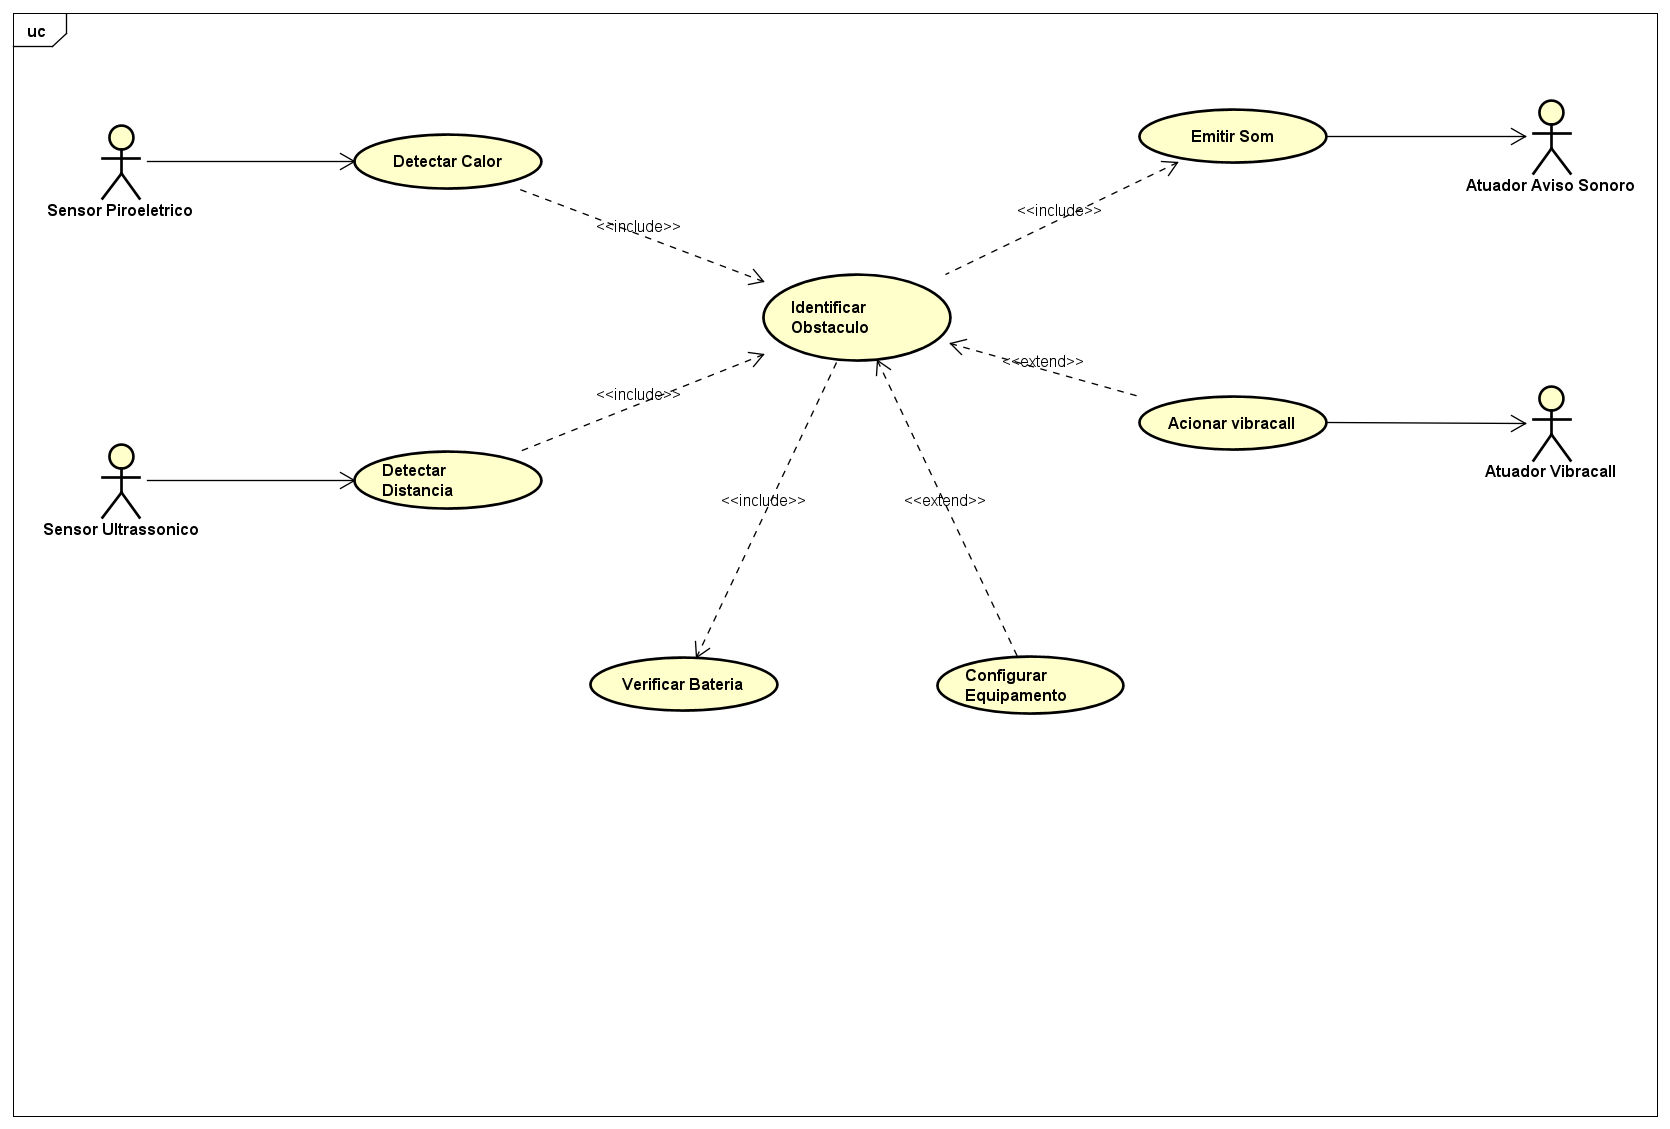 uc
Emitir Som
Detectar Calor
Atuador Aviso Sonoro
Sensor Piroeletrico
<<include>>
<<include>>
Identificar
Obstaculo
<<extend>>
<<include>>
Acionar vibracall
Detectar
Distancia
Atuador Vibracall
<<include>>
<<extend>>
Sensor Ultrassonico
Verificar Bateria
Configurar
Equipamento